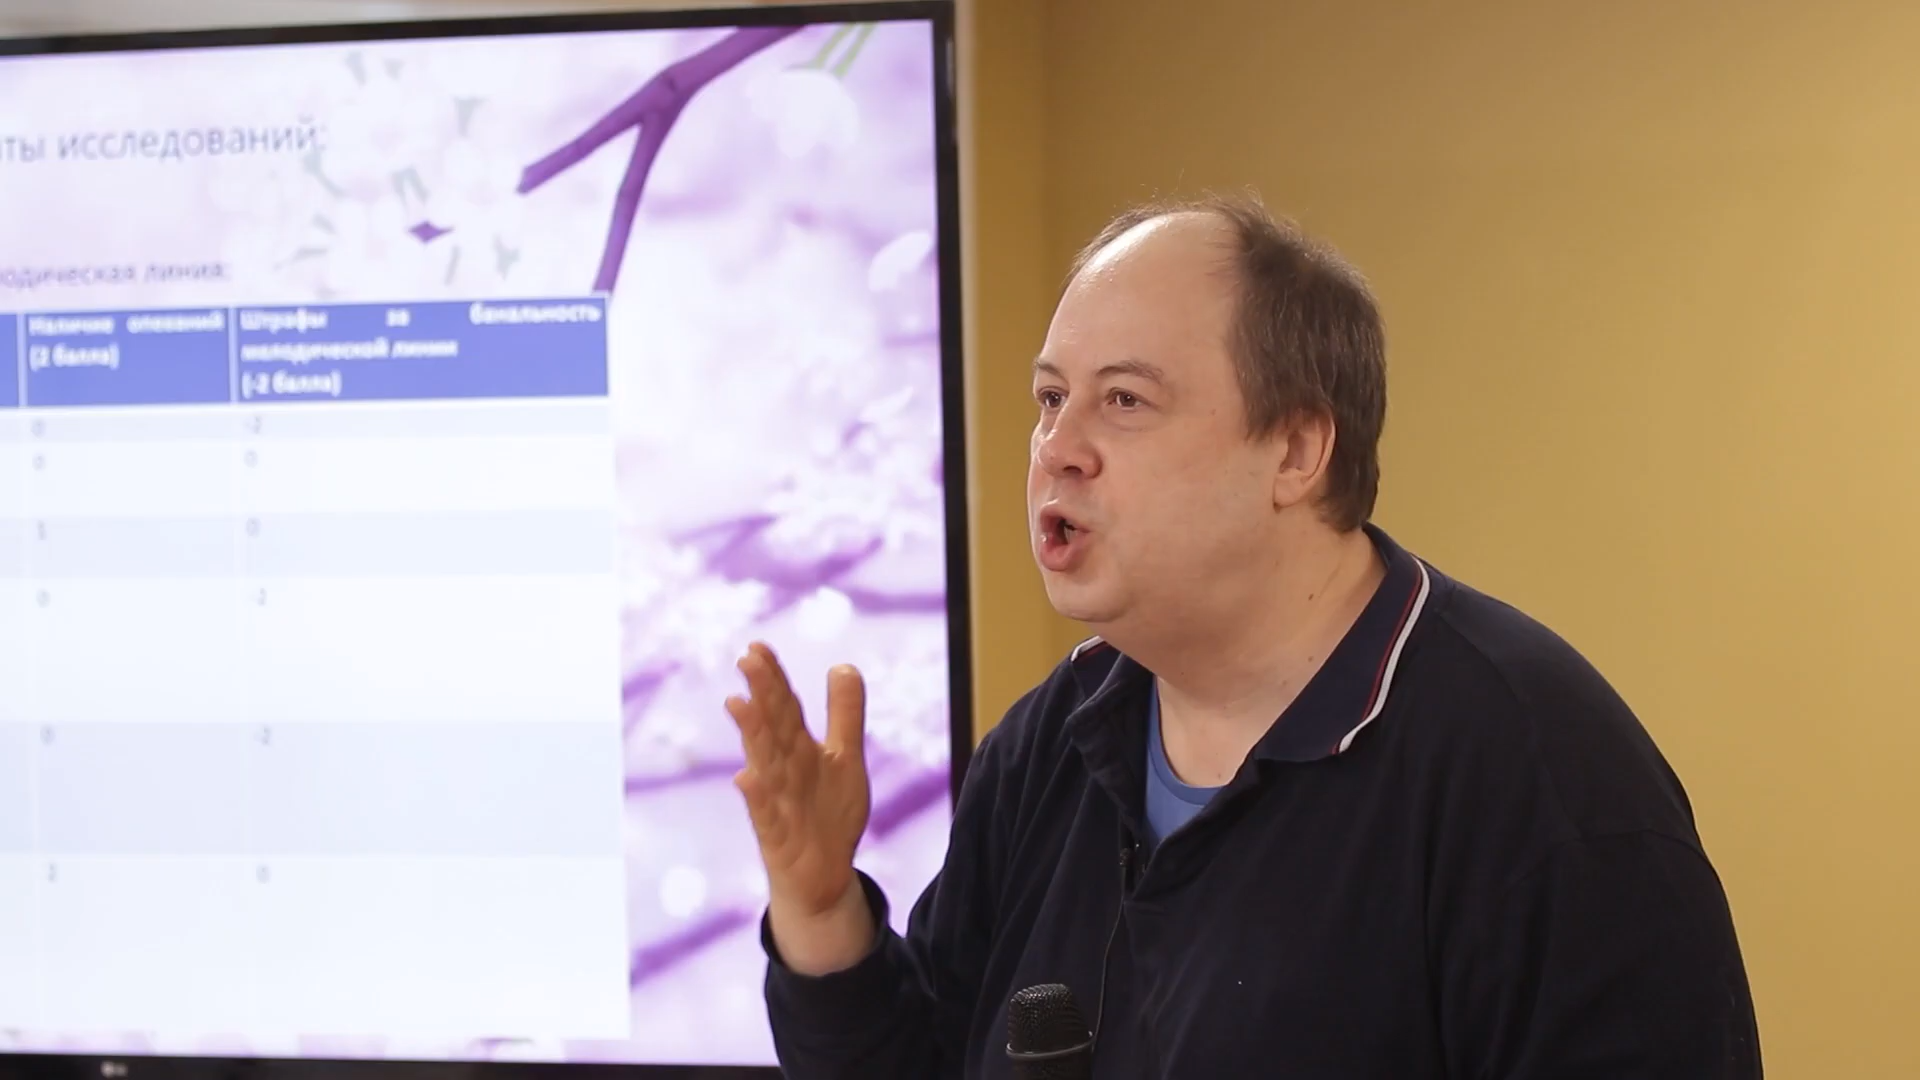 ты исследований:
одическая линия:
Наличие опеваний
(2 балла)
Штрафы за банальность
мелодической линии
(-2 балла)
0 -2
0 0
1 0
0 -2
0 -2
2 0